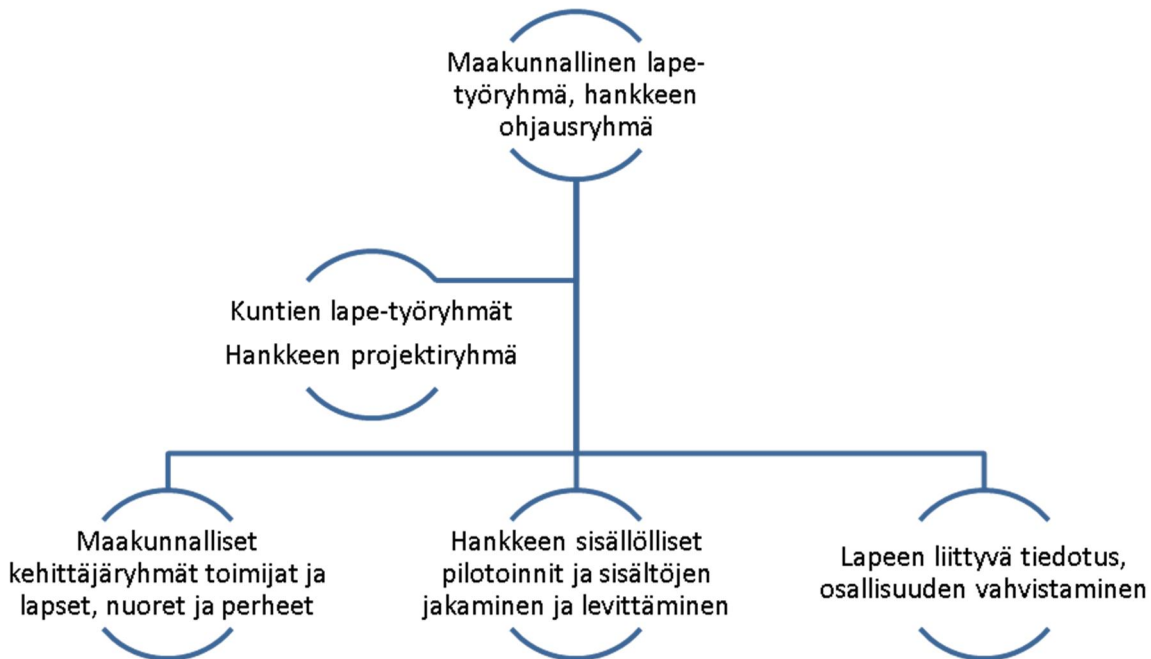 Maakunnallinen lape-
työryhmä, hankkeen
ohjausryhmä
Kuntien lape-työryhmät
Hankkeen projektiryhmä
Maakunnalliset
kehittäjäryhmät toimijat ja
lapset, nuoret ja perheet
Hankkeen sisällölliset
pilotoinnit ja sisältöjen
jakaminen ja levittäminen
Lapeen liittyvä tiedotus,
osallisuuden vahvistaminen